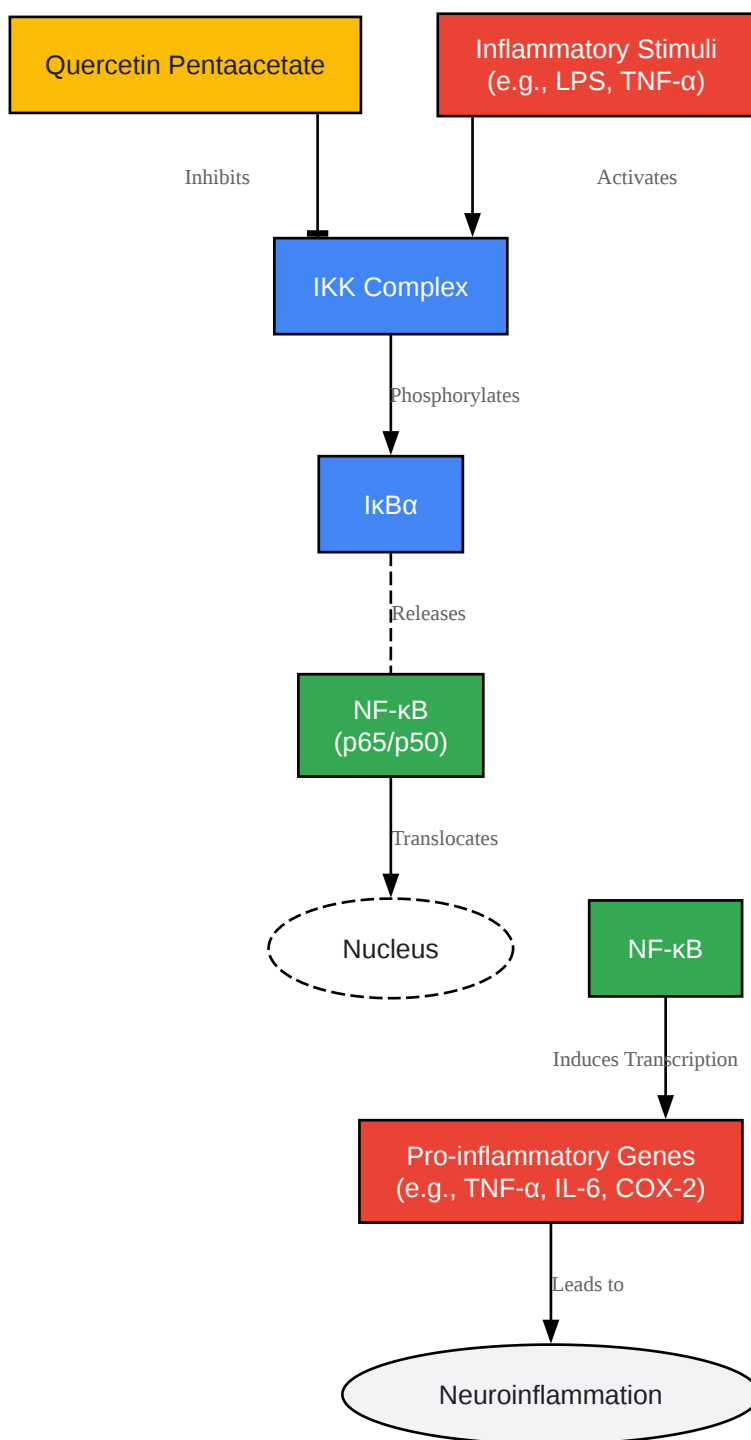 Quercetin Pentaacetate
Inflammatory Stimuli
(e.g., LPS, TNF-α)
Inhibits
Activates
IKK Complex
Phosphorylates
IκBα
Releases
NF-κB
(p65/p50)
Translocates
Nucleus
NF-κB
Induces Transcription
Pro-inflammatory Genes
(e.g., TNF-α, IL-6, COX-2)
Leads to
Neuroinflammation